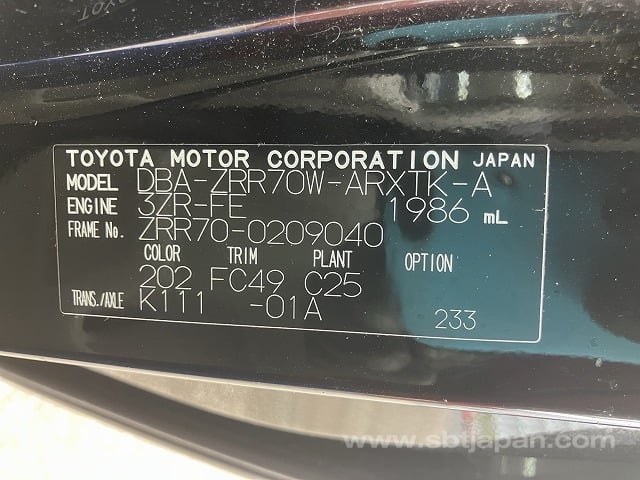 TOYOTA MOTOR CORPORATION JAPAN
MODEL DBA-ZRR70W-ARXTK-A
ENGINE 3ZR-FE 1986 mL
FRAME No. ZRR70-0209040
COLOR TRIM PLANT OPTION
202 FC49 C25
TRANS./AXLE K111 -01A 233
www.sbtjapan.com